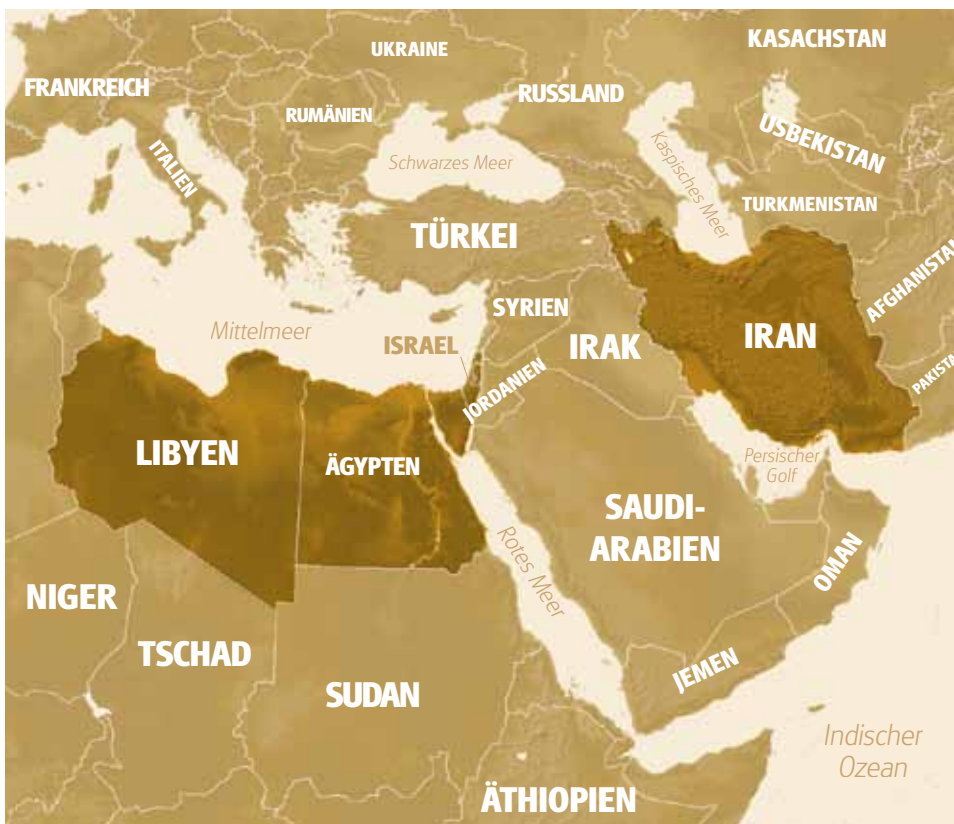 KASACHSTAN
UKRAINE
FRANKREICH
RUSSLAND
RUMÄNIEN
USBEKISTAN
ITALIEN
Schwarzes Meer
Kaspisches Meer
TURKMENISTAN
TÜRKEI
AFGHANISTAN
SYRIEN
Mittelmeer
ISRAEL
IRAK
IRAN
PAKISTA
JORDANIEN
LIBYEN
ÄGYPTEN
Persischer
Golf
SAUDI-
ARABIEN
Rotes Meer
OMAN
NIGER
TSCHAD
JEMEN
SUDAN
Indischer
Ozean
ÄTHIOPIEN